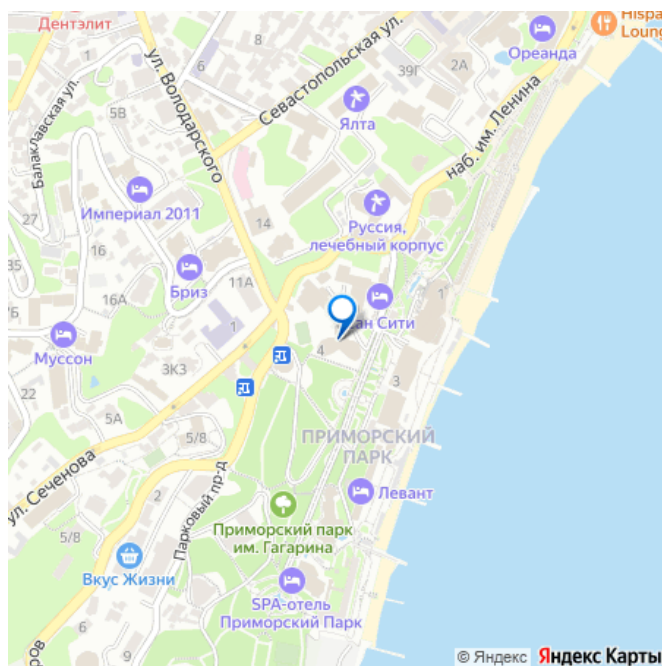 Дентэлит
8
6
ул. Володарского
Севастопольская ул.
39Г
2А
Ореанда
Hispa
Loung
Балаклавская ул.
5В
Ялта
наб. им. Ленина
27
Империал 2011
16
14
Руссия,
лечебный корпус
35
Бриз
11А
16А
1
1
ан Сити
Муссон
4
3К3
3
22
5А
5/8
ПРИМОРСКИЙ
ПАРК
ул. Сеченова
Парковый пр-д
2
Левант
5/8
Приморский парк
им. Гагарина
Вкус Жизни
SPA-отель
Приморский Парк
6
9
ров
© Яндекс Яндекс Карты